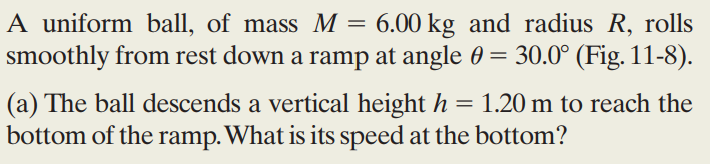 A uniform ball, of mass M = 6.00 kg and radius R, rolls
smoothly from rest down a ramp at angle θ = 30.0° (Fig. 11-8).
(a) The ball descends a vertical height h = 1.20 m to reach the
bottom of the ramp. What is its speed at the bottom?